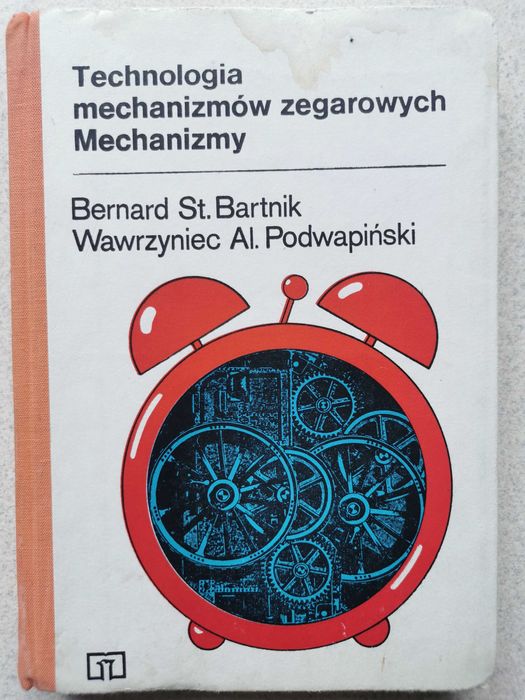 Technologia
mechanizmów zegarowych
Mechanizmy
Bernard St. Bartnik
Wawrzyniec Al. Podwapiński